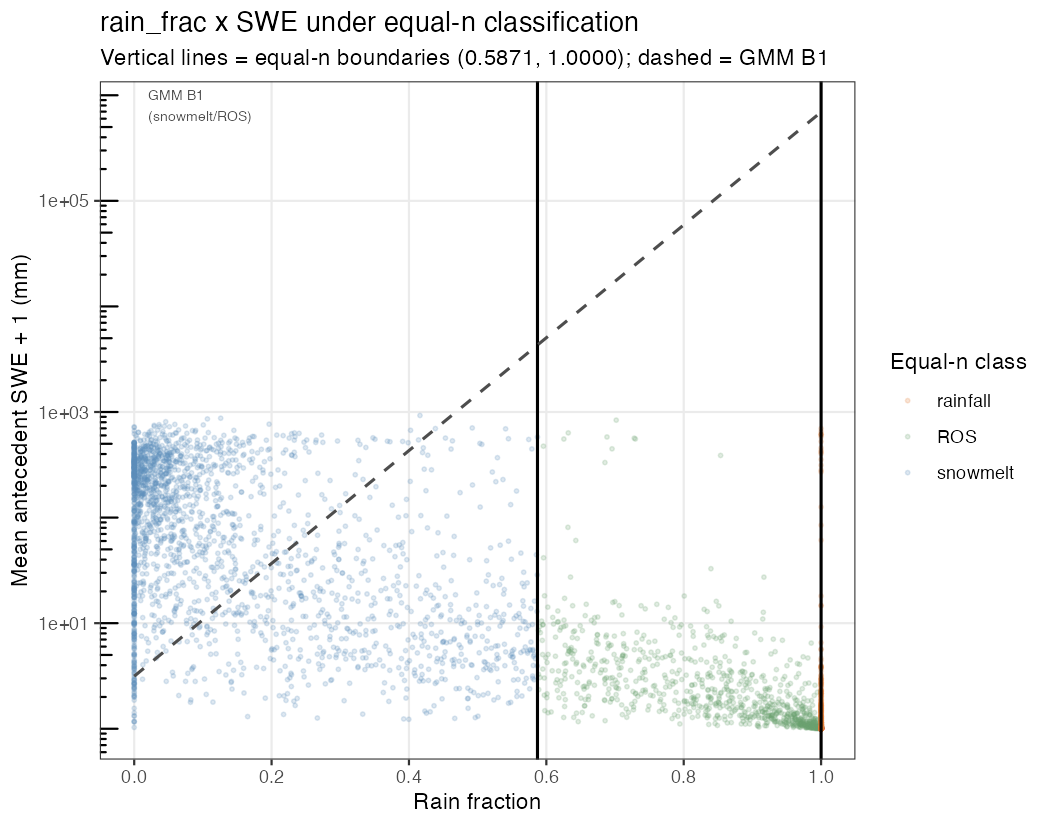 rain_frac x SWE under equal-n classification
Vertical lines = equal-n boundaries (0.5871, 1.0000); dashed = GMM B1
GMM B1
(snowmelt/ROS)
1e+05
1e+03
1e+01
Mean antecedent SWE + 1 (mm)
0.0 0.2 0.4 0.6 0.8 1.0
Rain fraction
Equal-n class
rainfall
ROS
snowmelt